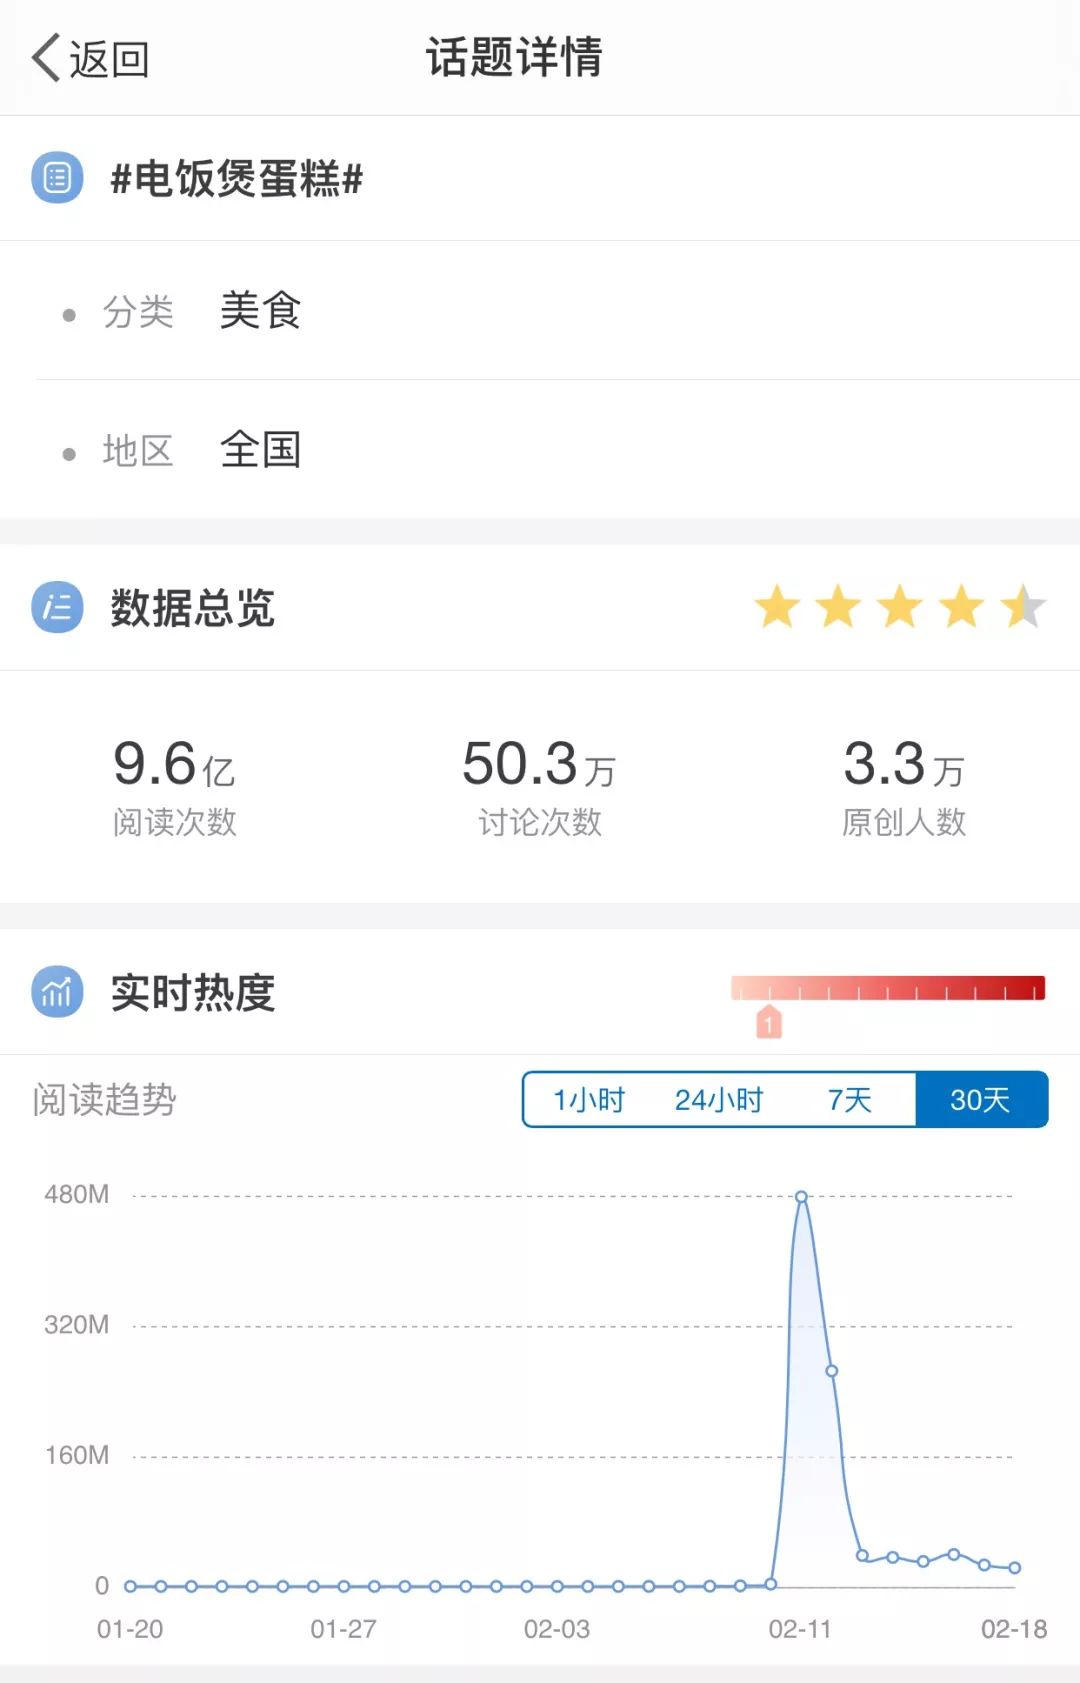 返回
话题详情
#电饭煲蛋糕#
分类 美食
地区 全国
数据总览
9.6亿 50.3万 3.3万
阅读次数 讨论次数 原创人数
实时热度
1
阅读趋势 1小时 24小时 7天 30天
480M
320M
160M
0
01-20 01-27 02-03 02-11 02-18